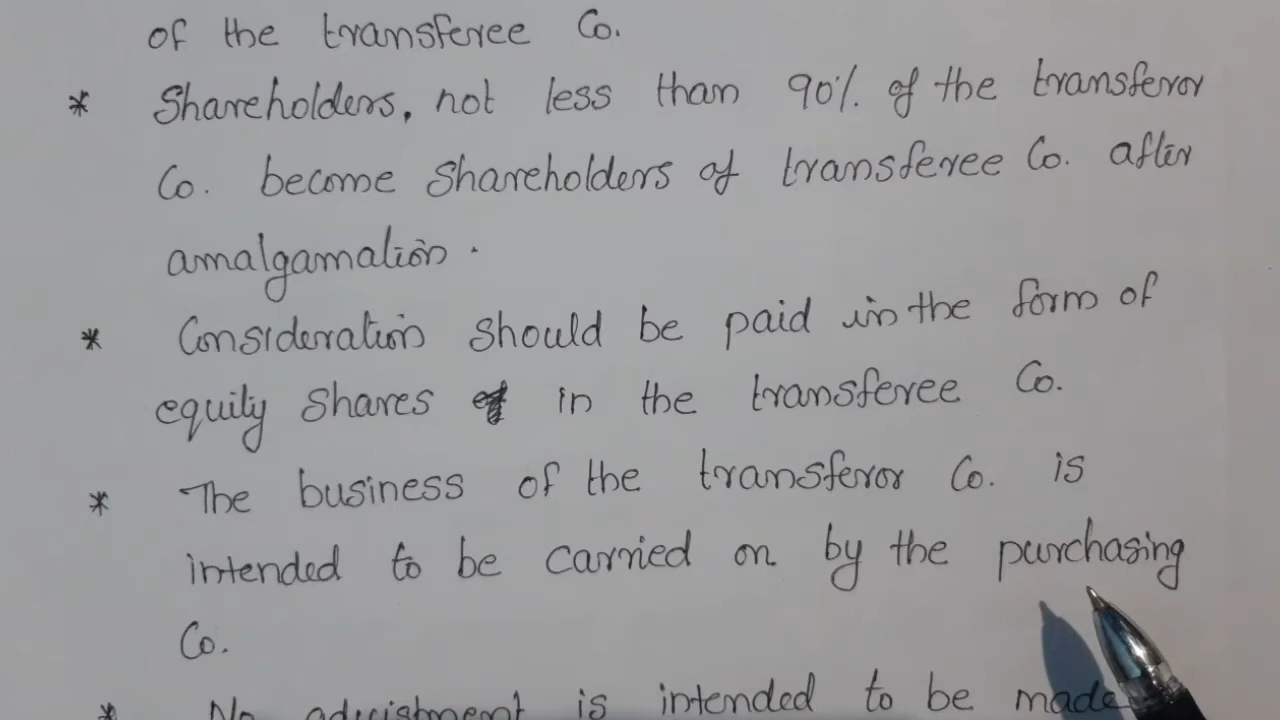 of the transferee Co.
* Shareholders, not less than 90% of the transferor
Co. become shareholders of transferee Co. after
amalgamation.
* Consideration should be paid in the form of
equity shares in the transferee Co.
* The business of the transferor Co. is
intended to be carried on by the purchasing
Co.
* No adjustment is intended to be made